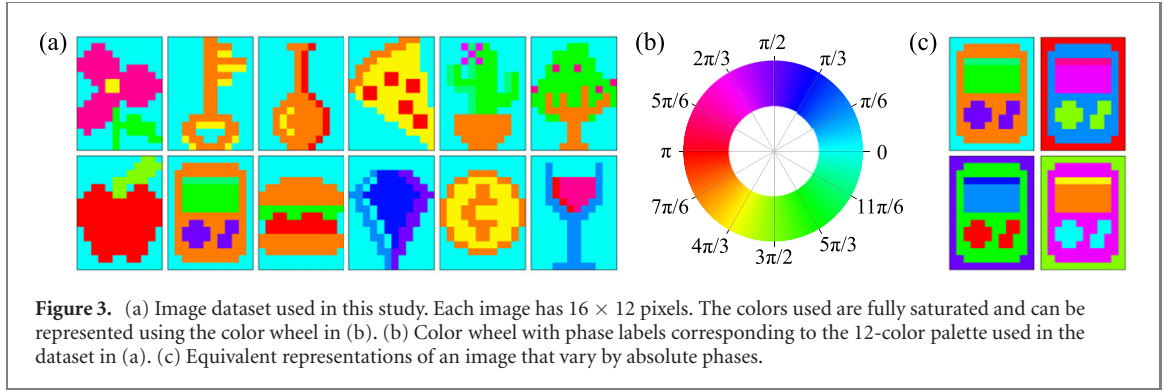 (a)
(b)
(c)
π/2
2π/3
π/3
5π/6
π/6
π
0
7π/6
11π/6
4π/3
5π/3
3π/2
Figure 3. (a) Image dataset used in this study. Each image has 16 × 12 pixels. The colors used are fully saturated and can be
represented using the color wheel in (b). (b) Color wheel with phase labels corresponding to the 12-color palette used in the
dataset in (a). (c) Equivalent representations of an image that vary by absolute phases.